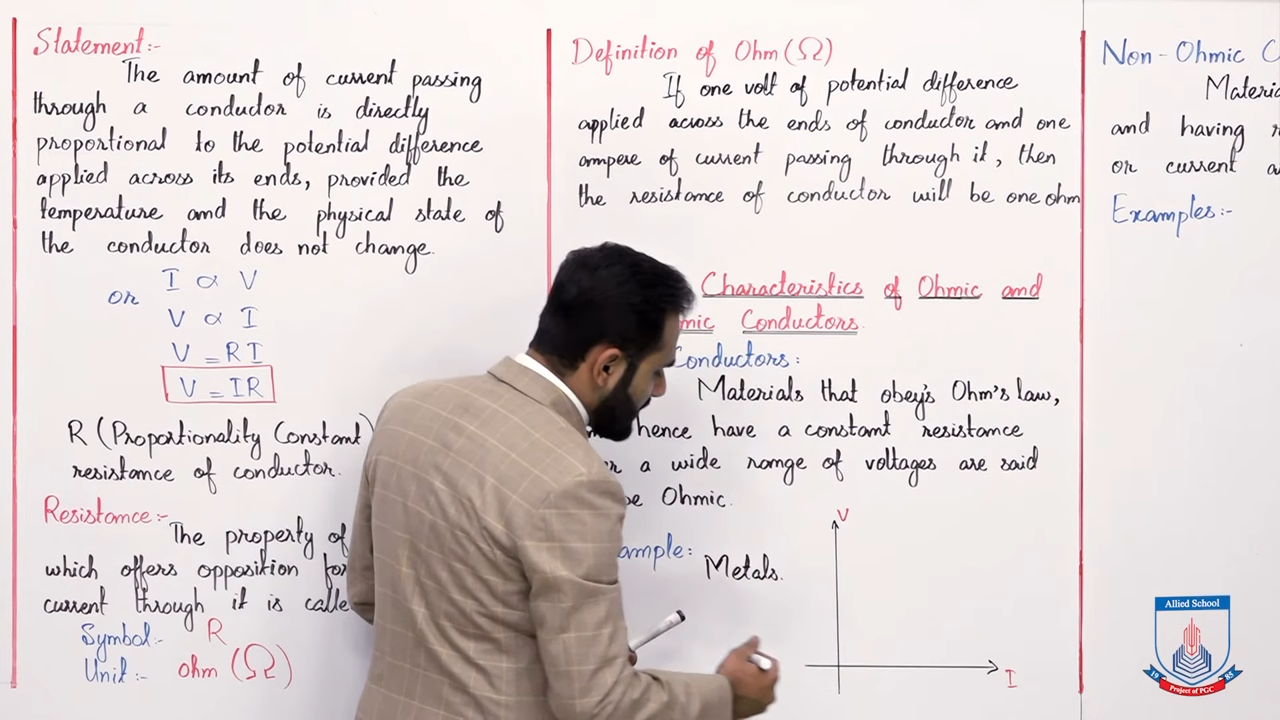 Statement:-
The amount of current passing
through a conductor is directly
proportional to the potential difference
applied across its ends, provided the
temperature and the physical state of
the conductor does not change.
I ∝ V
or
V ∝ I
V = RI
V = IR
R (Proportionality Constant)
resistance of conductor.
Resistance:-
The property of
which offers opposition for
current through it is
Symbol:- R
Unit:- ohm (Ω)
Definition of Ohm (Ω)
If one volt of potential difference
applied across the ends of conductor and one
ampere of current passing through it, then
the resistance of conductor will be one ohm
Characteristics of Ohmic and
Conductors.
Conductors:
Materials that obey's Ohm's law,
hence have a constant resistance
a wide range of voltages are said
be Ohmic.
Metals.
V
I
Non-Ohmic
and having
or current
Examples:-
Allied School
1985
Project of PGC